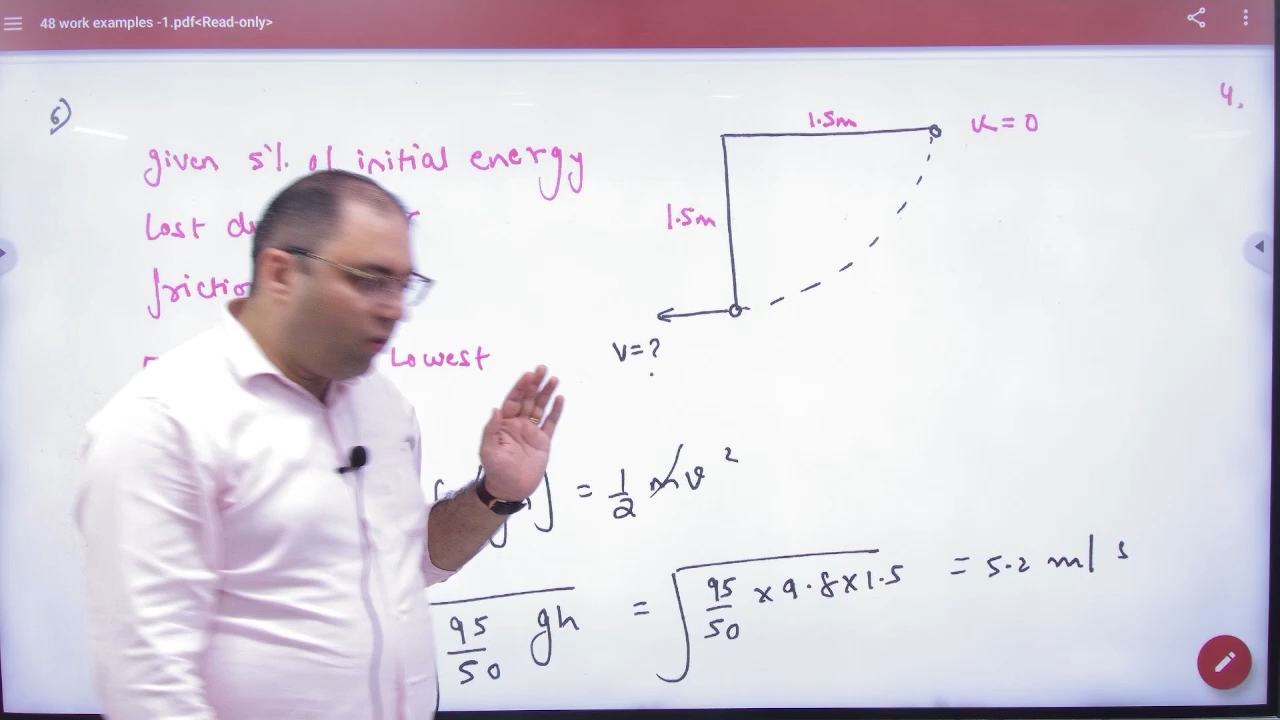 48 work examples -1.pdf<Read-only>
4.
6)
given 5% of initial energy
lost
frictio
lowest
1.5m
u = 0
1.5m
v = ?
= 1/2 mv²
95/50 gh = √(95/50 × 9.8 × 1.5) = 5.2 m/s